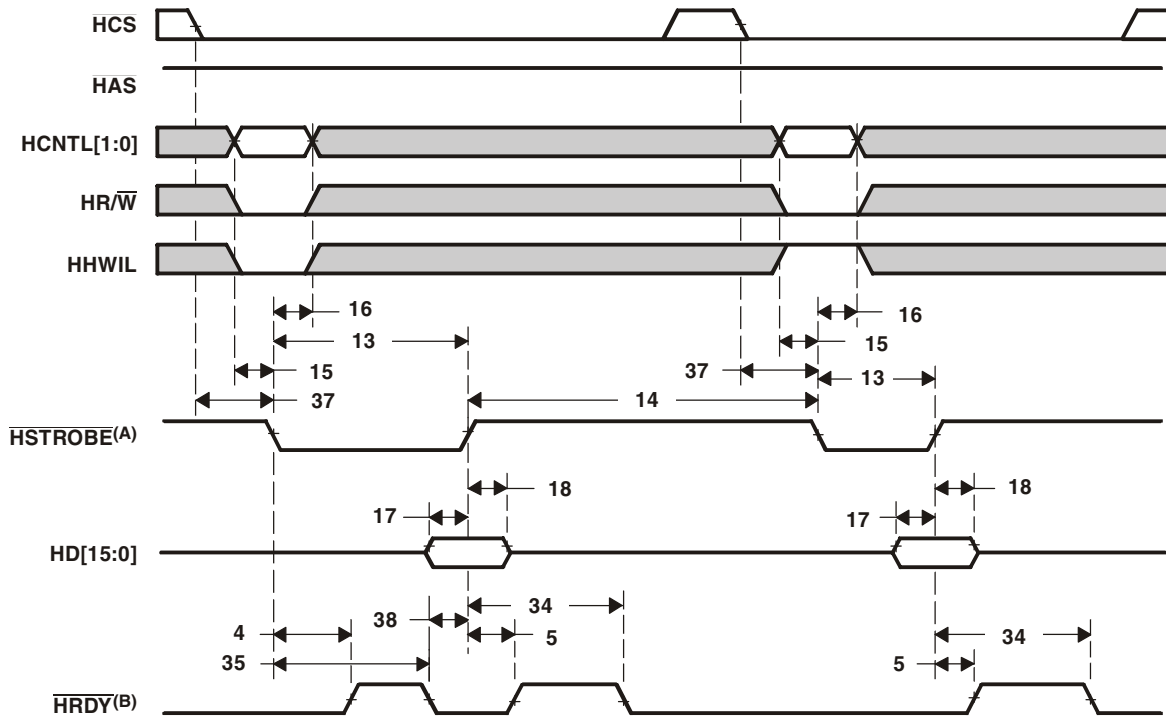 HCS
HAS
HCNTL[1:0]
HR/W
HHWIL
16
16
13
15
15
37
13
37
14
HSTROBE(A)
18
18
17
17
HD[15:0]
34
38
34
4
5
35
5
HRDY(B)